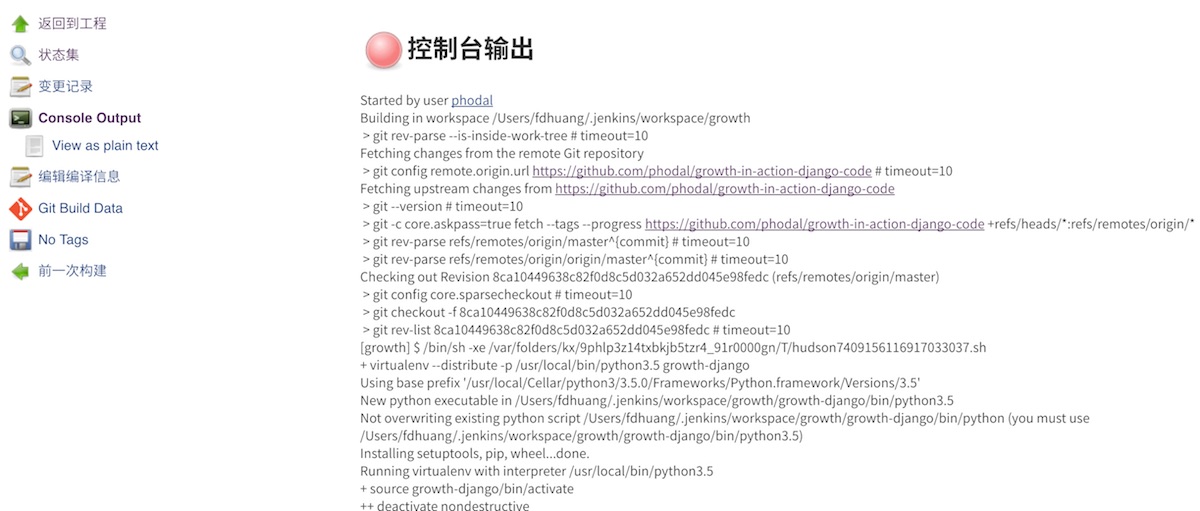 返回到工程
状态集
变更记录
Console Output
View as plain text
编辑编译信息
Git Build Data
No Tags
前一次构建
控制台输出
Started by user phodal
Building in workspace /Users/fdhuang/.jenkins/workspace/growth
> git rev-parse --is-inside-work-tree # timeout=10
Fetching changes from the remote Git repository
> git config remote.origin.url https://github.com/phodal/growth-in-action-django-code # timeout=10
Fetching upstream changes from https://github.com/phodal/growth-in-action-django-code
> git --version # timeout=10
> git -c core.askpass=true fetch --tags --progress https://github.com/phodal/growth-in-action-django-code +refs/heads/*:refs/remotes/origin/*
> git rev-parse refs/remotes/origin/master^{commit} # timeout=10
> git rev-parse refs/remotes/origin/origin/master^{commit} # timeout=10
Checking out Revision 8ca10449638c82f0d8c5d032a652dd045e98fedc (refs/remotes/origin/master)
> git config core.sparsecheckout # timeout=10
> git checkout -f 8ca10449638c82f0d8c5d032a652dd045e98fedc
> git rev-list 8ca10449638c82f0d8c5d032a652dd045e98fedc # timeout=10
[growth] $ /bin/sh -xe /var/folders/kx/9phlp3z14txbkjb5tzr4_91r0000gn/T/hudson7409156116917033037.sh
+ virtualenv --distribute -p /usr/local/bin/python3.5 growth-django
Using base prefix '/usr/local/Cellar/python3/3.5.0/Frameworks/Python.framework/Versions/3.5'
New python executable in /Users/fdhuang/.jenkins/workspace/growth/growth-django/bin/python3.5
Not overwriting existing python script /Users/fdhuang/.jenkins/workspace/growth/growth-django/bin/python (you must use
/Users/fdhuang/.jenkins/workspace/growth/growth-django/bin/python3.5)
Installing setuptools, pip, wheel...done.
Running virtualenv with interpreter /usr/local/bin/python3.5
+ source growth-django/bin/activate
++ deactivate nondestructive